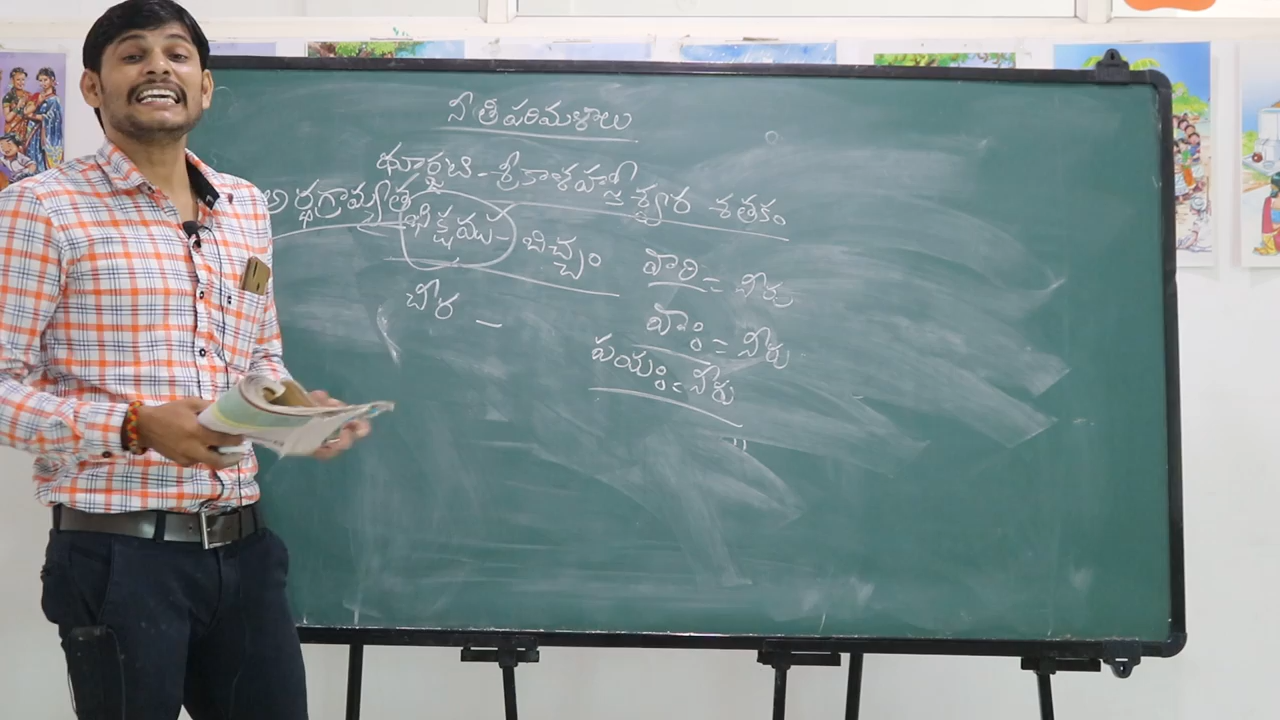 నీతి పరిమళాలు
ధూర్జటి - శ్రీకాళహస్తీశ్వర శతకం
అర్థగ్రామ్యత
భిక్షము - బిచ్చం
వారి = నీర్లు
చీర -
వాః = నీర్లు
పయః = నీర్లు
"